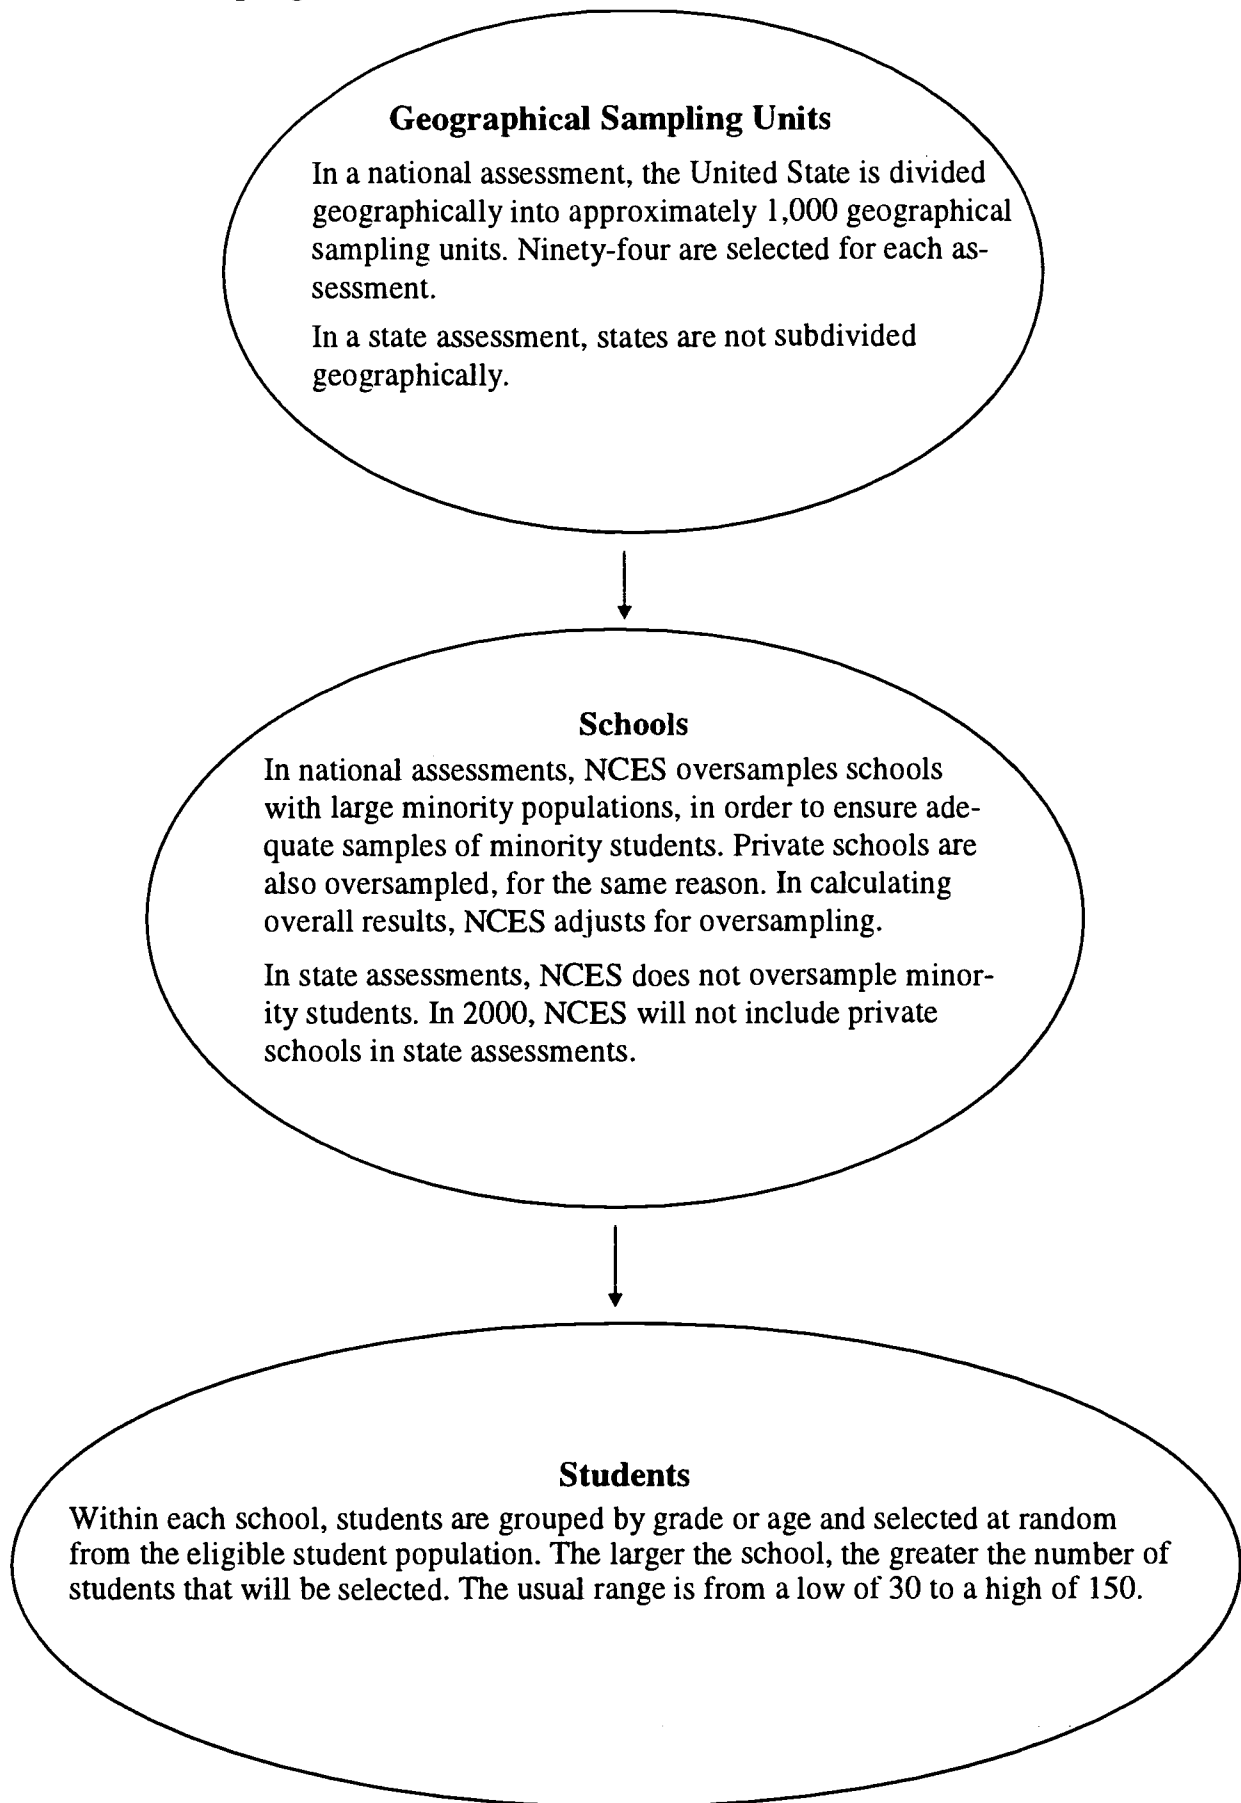 Geographical Sampling Units
In a national assessment, the United State is divided
geographically into approximately 1,000 geographical
sampling units. Ninety-four are selected for each as-
sessment.
In a state assessment, states are not subdivided
geographically.
Schools
In national assessments, NCES oversamples schools
with large minority populations, in order to ensure ade-
quate samples of minority students. Private schools are
also oversampled, for the same reason. In calculating
overall results, NCES adjusts for oversampling.
In state assessments, NCES does not oversample minor-
ity students. In 2000, NCES will not include private
schools in state assessments.
Students
Within each school, students are grouped by grade or age and selected at random
from the eligible student population. The larger the school, the greater the number of
students that will be selected. The usual range is from a low of 30 to a high of 150.